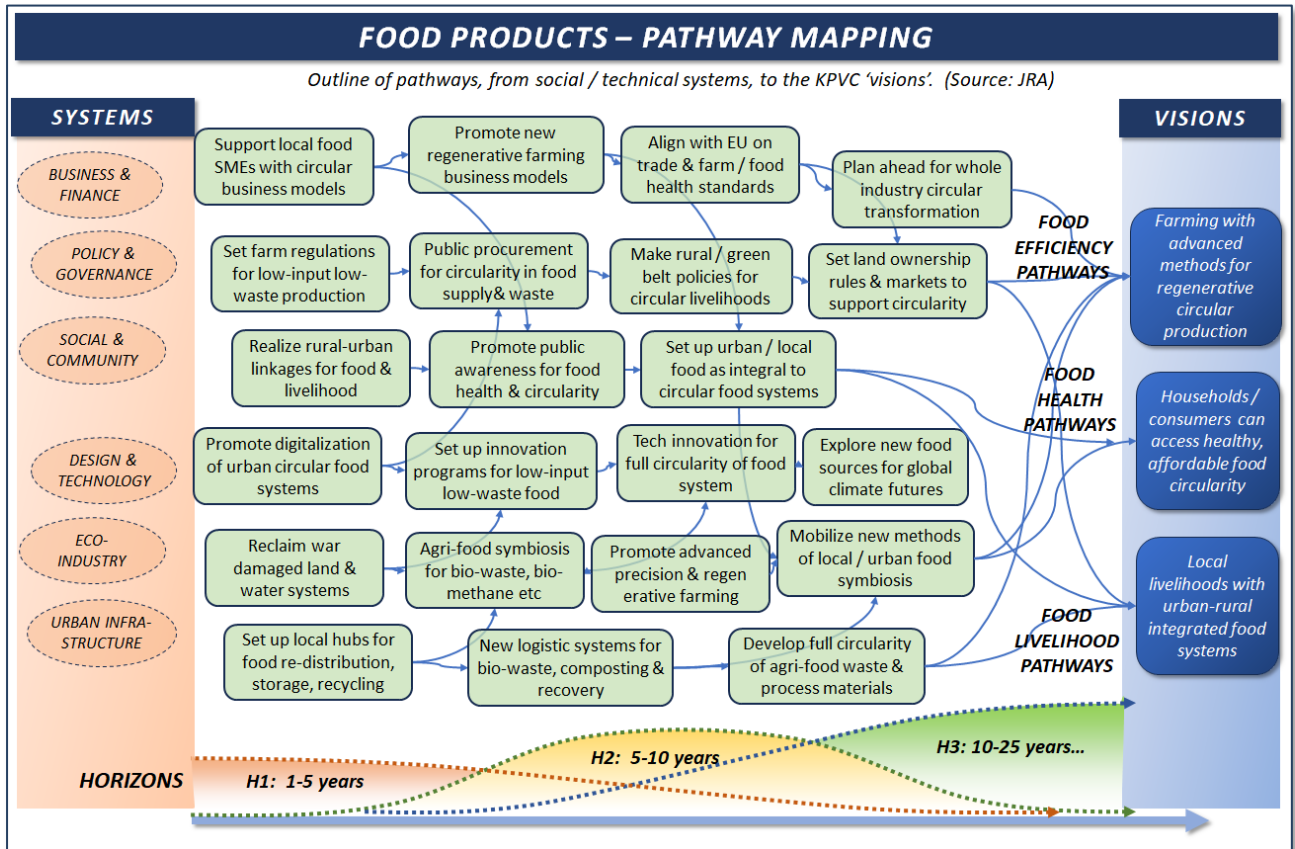 FOOD PRODUCTS – PATHWAY MAPPING
Outline of pathways, from social / technical systems, to the KPVC 'visions'. (Source: JRA)
SYSTEMS
VISIONS
BUSINESS &
FINANCE
Support local food
SMEs with circular
business models
Promote new
regenerative farming
business models
Align with EU on
trade & farm / food
health standards
Plan ahead for whole
industry circular
transformation
POLICY &
GOVERNANCE
Set farm regulations
for low-input low-
waste production
Public procurement
for circularity in food
supply& waste
Make rural / green
belt policies for
circular livelihoods
Set land ownership
rules & markets to
support circularity
FOOD
EFFICIENCY
PATHWAYS
Farming with
advanced
methods for
regenerative
circular
production
SOCIAL &
COMMUNITY
Realize rural-urban
linkages for food &
livelihood
Promote public
awareness for food
health & circularity
Set up urban / local
food as integral to
circular food systems
FOOD
HEALTH
PATHWAYS
Households /
consumers can
access healthy,
affordable food
circularity
DESIGN &
TECHNOLOGY
Promote digitalization
of urban circular food
systems
Set up innovation
programs for low-input
low-waste food
Tech innovation for
full circularity of food
system
Explore new food
sources for global
climate futures
ECO-
INDUSTRY
Reclaim war
damaged land &
water systems
Agri-food symbiosis
for bio-waste, bio-
methane etc
Promote advanced
precision & regen
erative farming
Mobilize new methods
of local / urban food
symbiosis
Local
livelihoods with
urban-rural
integrated food
systems
URBAN INFRA-
STRUCTURE
Set up local hubs for
food re-distribution,
storage, recycling
New logistic systems for
bio-waste, composting &
recovery
Develop full circularity
of agri-food waste &
process materials
FOOD
LIVELIHOOD
PATHWAYS
HORIZONS
H1: 1-5 years
H2: 5-10 years
H3: 10-25 years...